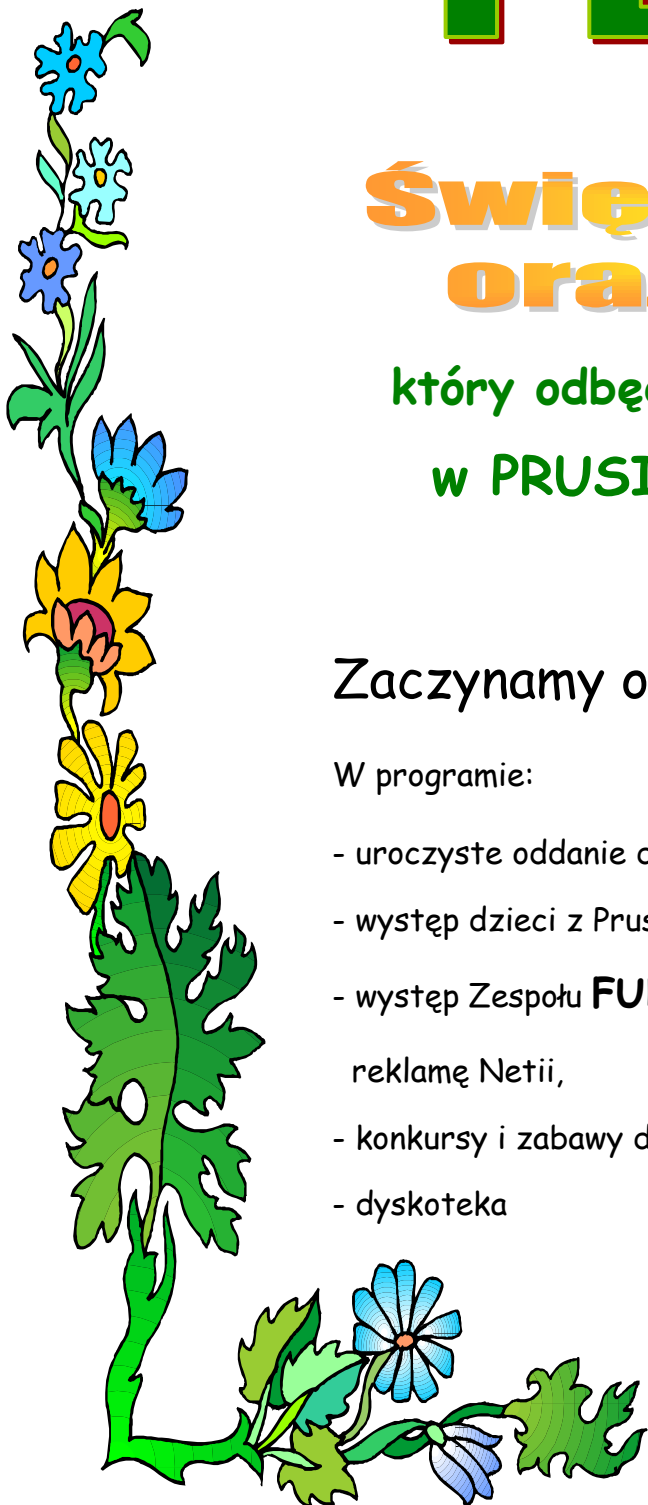 Świę
ora
który odbę
w PRUSI
Zaczynamy o
W programie:
- uroczyste oddanie
- występ dzieci z Prus
- występ Zespołu FU
reklamę Netii,
- konkursy i zabawy d
- dyskoteka